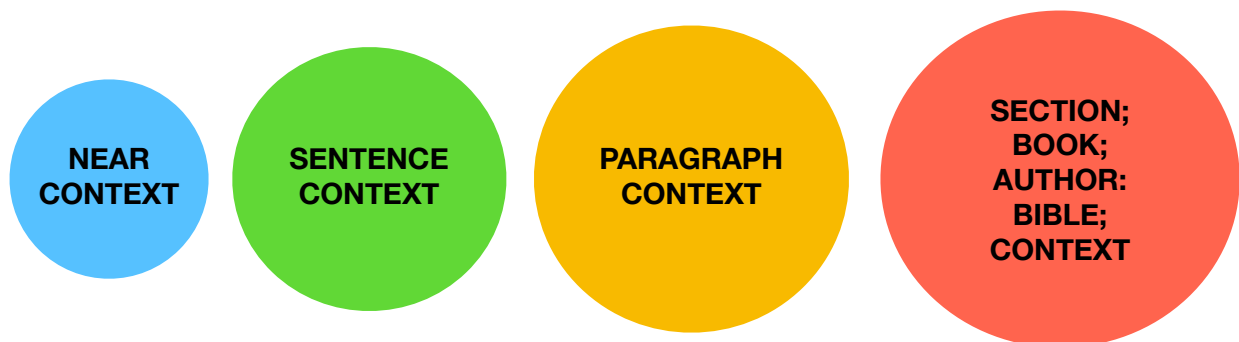 NEAR
CONTEXT
SENTENCE
CONTEXT
PARAGRAPH
CONTEXT
SECTION;
BOOK;
AUTHOR:
BIBLE;
CONTEXT